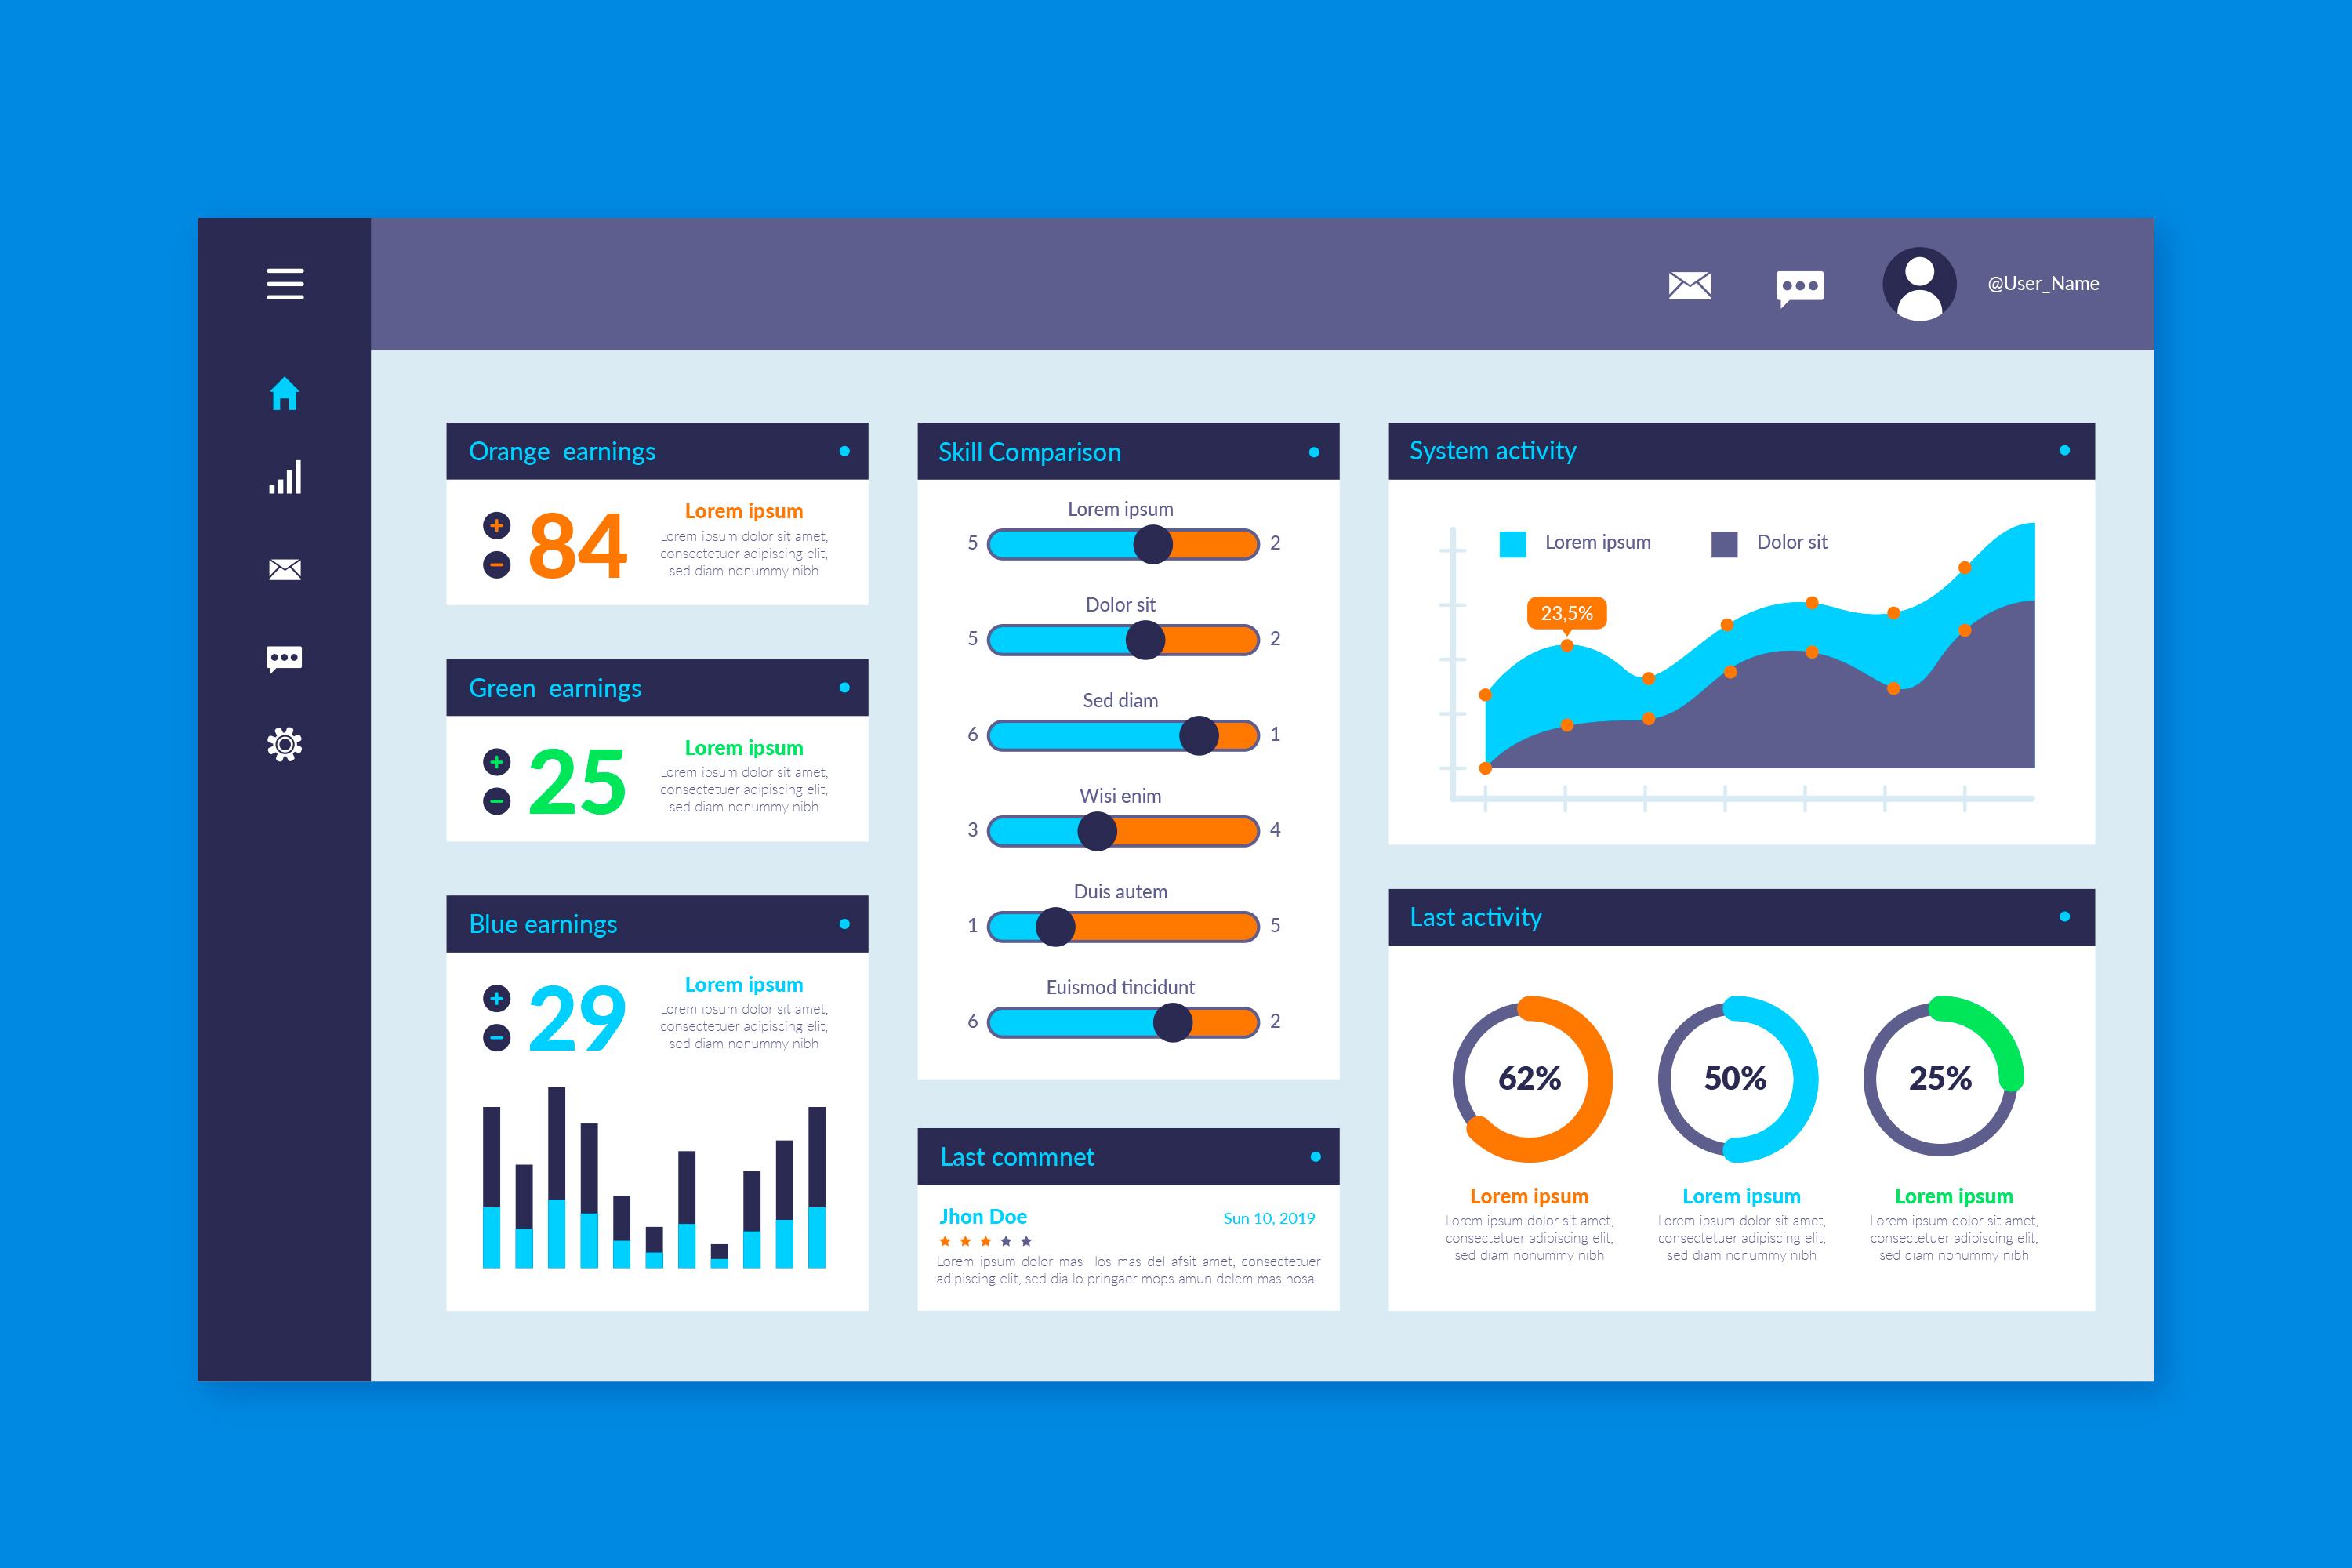 @User_Name
Orange earnings
84
Lorem ipsum
Lorem ipsum dolor sit amet,
consectetuer adipiscing elit,
sed diam nonummy nibh
Green earnings
25
Lorem ipsum
Lorem ipsum dolor sit amet,
consectetuer adipiscing elit,
sed diam nonummy nibh
Blue earnings
29
Lorem ipsum
Lorem ipsum dolor sit amet,
consectetuer adipiscing elit,
sed diam nonummy nibh
Skill Comparison
Lorem ipsum
5 2
Dolor sit
5 2
Sed diam
6 1
Wisi enim
3 4
Duis autem
1 5
Euismod tincidunt
6 2
Last commnet
Jhon Doe Sun 10, 2019
Lorem ipsum dolor mas los mas del afsit amet, consectetuer
adipiscing elit, sed dia lo pringaer mops amun delem mas nosa.
System activity
Lorem ipsum Dolor sit
23,5%
Last activity
62% 50% 25%
Lorem ipsum
Lorem ipsum dolor sit amet,
consectetuer adipiscing elit,
sed diam nonummy nibh
Lorem ipsum
Lorem ipsum dolor sit amet,
consectetuer adipiscing elit,
sed diam nonummy nibh
Lorem ipsum
Lorem ipsum dolor sit amet,
consectetuer adipiscing elit,
sed diam nonummy nibh